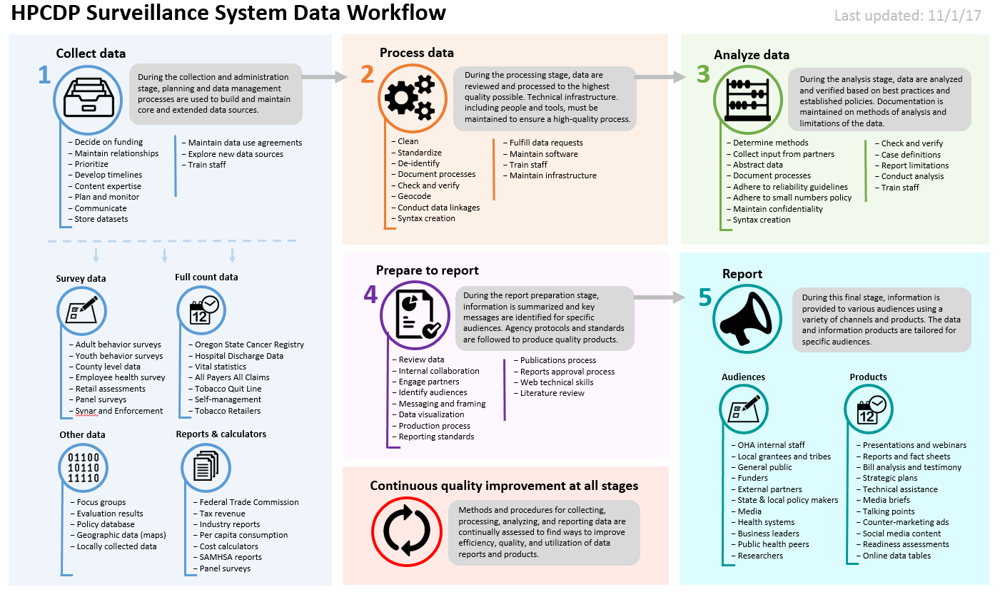 HPCDP Surveillance System Data Workflow
Last updated: 11/1/17
Collect data
1
During the collection and administration
stage, planning and data management
processes are used to build and maintain
core and extended data sources.
– Decide on funding
– Maintain relationships
– Prioritize
– Develop timelines
– Content expertise
– Plan and monitor
– Communicate
– Store datasets
– Maintain data use agreements
– Explore new data sources
– Train staff
Survey data
– Adult behavior surveys
– Youth behavior surveys
– County level data
– Employee health survey
– Retail assessments
– Panel surveys
– Synar and Enforcement
Full count data
12
– Oregon State Cancer Registry
– Hospital Discharge Data
– Vital statistics
– All Payers All Claims
– Tobacco Quit Line
– Self-management
– Tobacco Retailers
Other data
01100
10110
11110
– Focus groups
– Evaluation results
– Policy database
– Geographic data (maps)
– Locally collected data
Reports & calculators
– Federal Trade Commission
– Tax revenue
– Industry reports
– Per capita consumption
– Cost calculators
– SAMHSA reports
– Panel surveys
Process data
2
During the processing stage, data are
reviewed and processed to the highest
quality possible. Technical infrastructure.
including people and tools, must be
maintained to ensure a high-quality process.
– Clean
– Standardize
– De-identify
– Document processes
– Check and verify
– Geocode
– Conduct data linkages
– Syntax creation
– Fulfill data requests
– Maintain software
– Train staff
– Maintain infrastructure
Analyze data
3
During the analysis stage, data are analyzed
and verified based on best practices and
established policies. Documentation is
maintained on methods of analysis and
limitations of the data.
– Determine methods
– Collect input from partners
– Abstract data
– Document processes
– Adhere to reliability guidelines
– Adhere to small numbers policy
– Maintain confidentiality
– Syntax creation
– Check and verify
– Case definitions
– Report limitations
– Conduct analysis
– Train staff
Prepare to report
4
During the report preparation stage,
information is summarized and key
messages are identified for specific
audiences. Agency protocols and standards
are followed to produce quality products.
– Review data
– Internal collaboration
– Engage partners
– Identify audiences
– Messaging and framing
– Data visualization
– Production process
– Reporting standards
– Publications process
– Reports approval process
– Web technical skills
– Literature review
Report
5
During this final stage, information is
provided to various audiences using a
variety of channels and products. The data
and information products are tailored for
specific audiences.
Audiences
– OHA internal staff
– Local grantees and tribes
– General public
– Funders
– External partners
– State & local policy makers
– Media
– Health systems
– Business leaders
– Public health peers
– Researchers
Products
12
– Presentations and webinars
– Reports and fact sheets
– Bill analysis and testimony
– Strategic plans
– Technical assistance
– Media briefs
– Talking points
– Counter-marketing ads
– Social media content
– Readiness assessments
– Online data tables
Continuous quality improvement at all stages
Methods and procedures for collecting,
processing, analyzing, and reporting data are
continually assessed to find ways to improve
efficiency, quality, and utilization of data
reports and products.